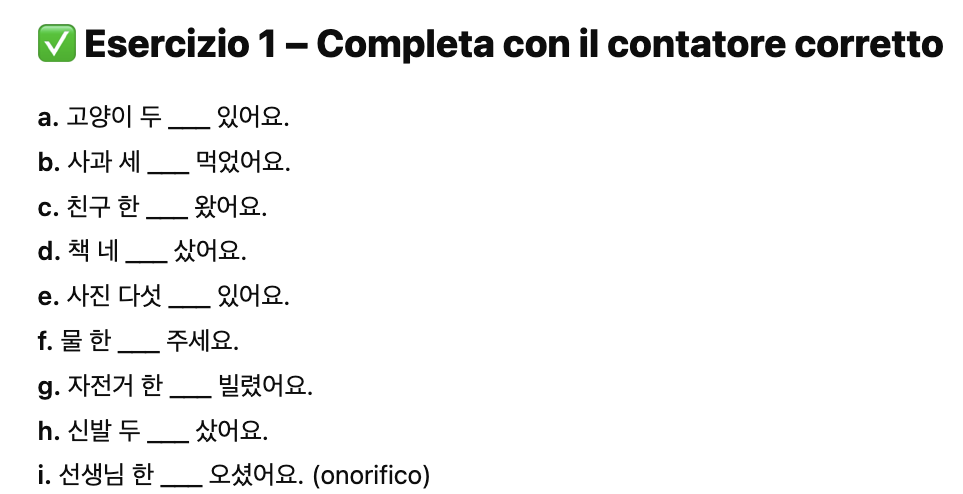 ✅ Esercizio 1 – Completa con il contatore corretto
a. 고양이 두 ___ 있어요.
b. 사과 세 ___ 먹었어요.
c. 친구 한 ___ 왔어요.
d. 책 네 ___ 샀어요.
e. 사진 다섯 ___ 있어요.
f. 물 한 ___ 주세요.
g. 자전거 한 ___ 빌렸어요.
h. 신발 두 ___ 샀어요.
i. 선생님 한 ___ 오셨어요. (onorifico)